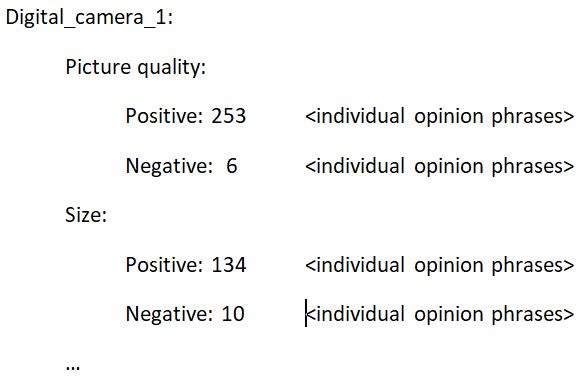 Digital_camera_1:
Picture quality:
Positive: 253 <individual opinion phrases>
Negative: 6 <individual opinion phrases>
Size:
Positive: 134 <individual opinion phrases>
Negative: 10 <individual opinion phrases>
...